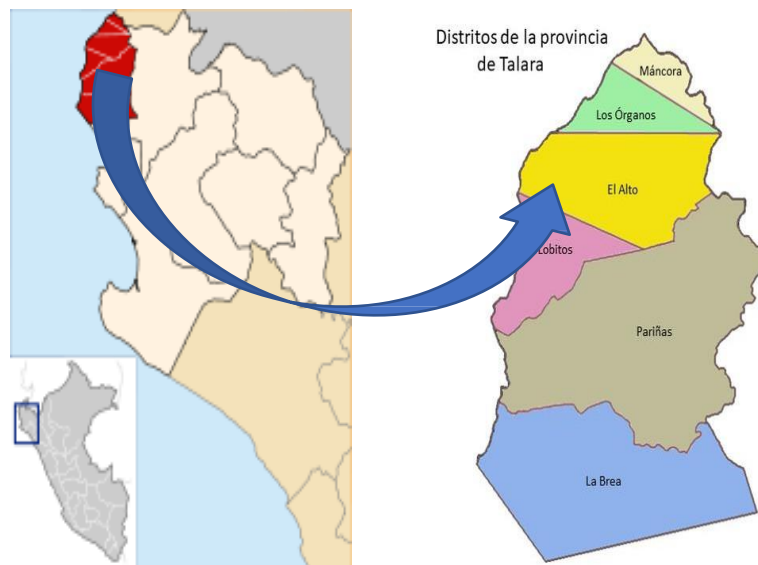 Distritos de la provincia
de Talara
Máncora
Los Órganos
El Alto
Lobitos
Pariñas
La Brea